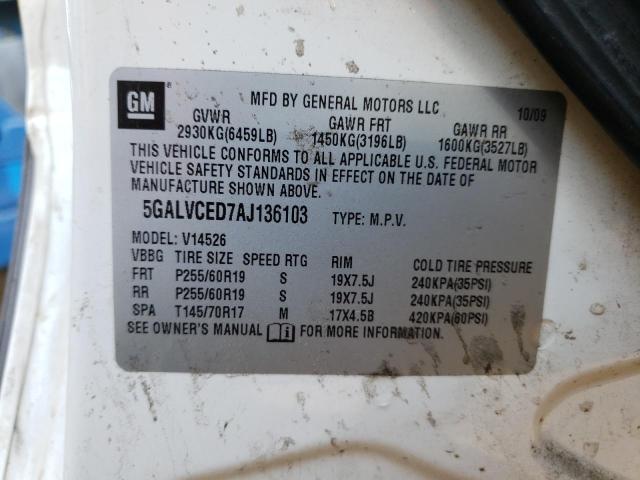 GM ®
MFD BY GENERAL MOTORS LLC 10/09
GVWR GAWR FRT GAWR RR
2930KG(6459LB) 1450KG(3196LB) 1600KG(3527LB)
THIS VEHICLE CONFORMS TO ALL APPLICABLE U.S. FEDERAL MOTOR
VEHICLE SAFETY STANDARDS IN EFFECT ON THE DATE OF
MANUFACTURE SHOWN ABOVE.
5GALVCED7AJ136103 TYPE: M.P.V.
MODEL: V14526
VBBG TIRE SIZE SPEED RTG RIM COLD TIRE PRESSURE
FRT P255/60R19 S 19X7.5J 240KPA(35PSI)
RR P255/60R19 S 19X7.5J 240KPA(35PSI)
SPA T145/70R17 M 17X4.5B 420KPA(60PSI)
SEE OWNER'S MANUAL FOR MORE INFORMATION.